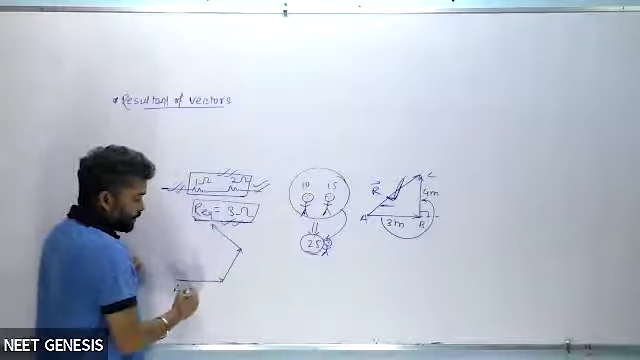 * Resultant of vectors
1Ω 2Ω
Req = 3Ω
10 15
25
R
A
B
C
3m
4m
NEET GENESIS